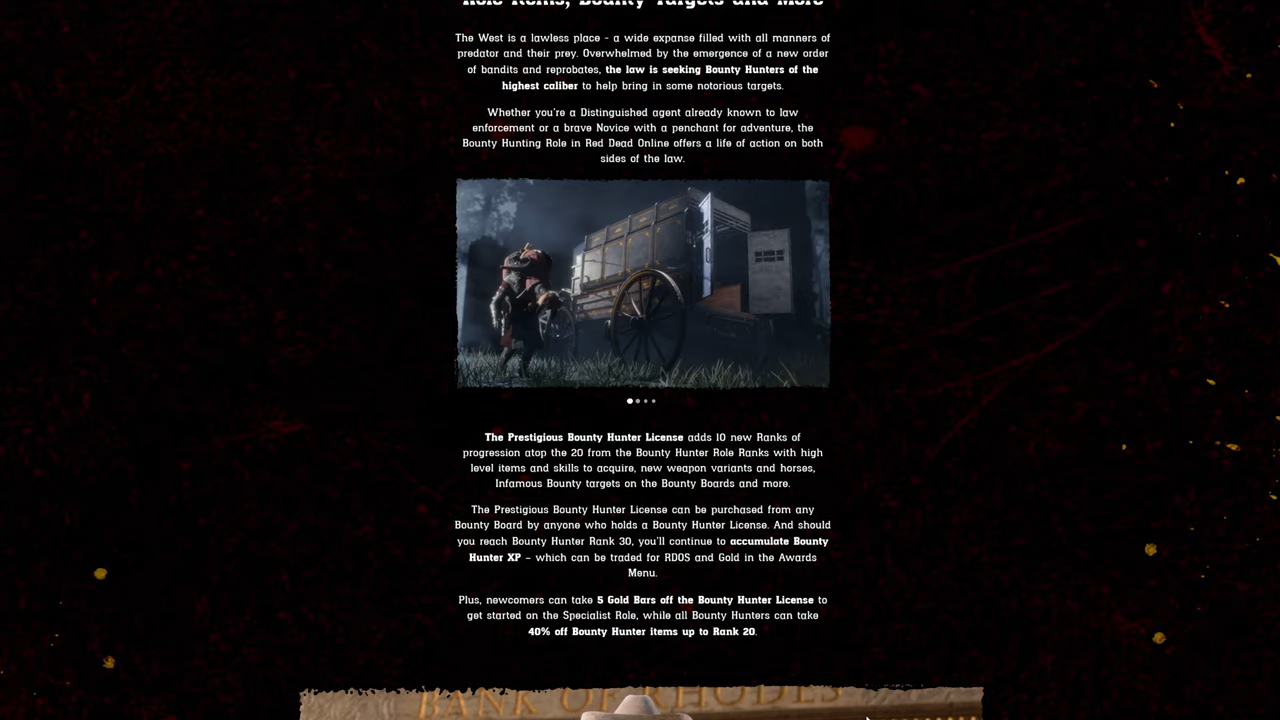 Role Items, Bounty Targets and More
The West is a lawless place - a wide expanse filled with all manners of
predator and their prey. Overwhelmed by the emergence of a new order
of bandits and reprobates, the law is seeking Bounty Hunters of the
highest caliber to help bring in some notorious targets.
Whether you're a Distinguished agent already known to law
enforcement or a brave Novice with a penchant for adventure, the
Bounty Hunting Role in Red Dead Online offers a life of action on both
sides of the law.
The Prestigious Bounty Hunter License adds 10 new Ranks of
progression atop the 20 from the Bounty Hunter Role Ranks with high
level items and skills to acquire, new weapon variants and horses,
Infamous Bounty targets on the Bounty Boards and more.
The Prestigious Bounty Hunter License can be purchased from any
Bounty Board by anyone who holds a Bounty Hunter License. And should
you reach Bounty Hunter Rank 30, you'll continue to accumulate Bounty
Hunter XP – which can be traded for RDO$ and Gold in the Awards
Menu.
Plus, newcomers can take 5 Gold Bars off the Bounty Hunter License to
get started on the Specialist Role, while all Bounty Hunters can take
40% off Bounty Hunter items up to Rank 20.
BANK OF RHODES